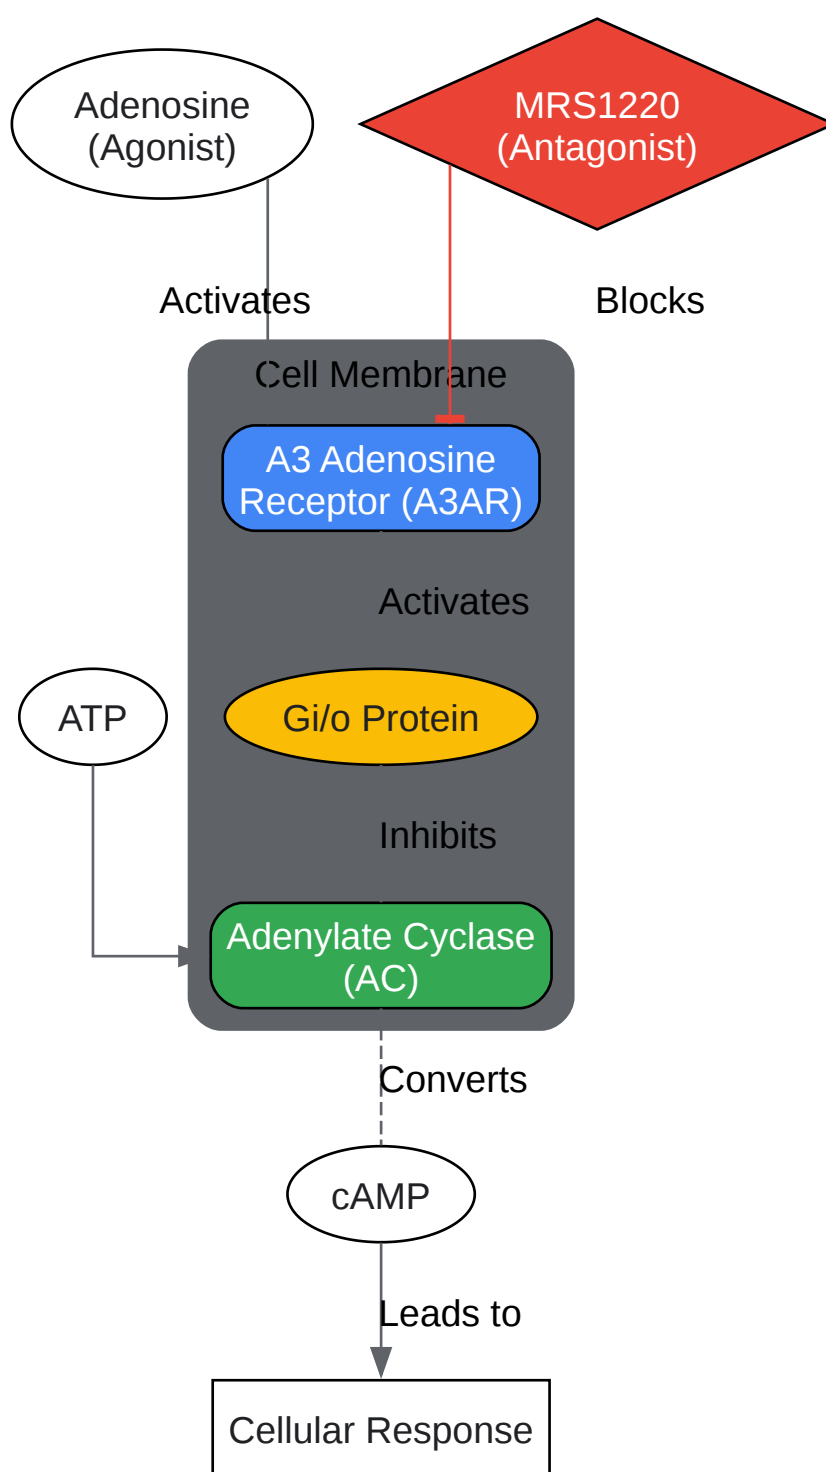 Adenosine
(Agonist)
MRS1220
(Antagonist)
Activates
Blocks
Cell Membrane
A3 Adenosine
Receptor (A3AR)
Activates
ATP
Gi/o Protein
Inhibits
Adenylate Cyclase
(AC)
Converts
cAMP
Leads to
Cellular Response